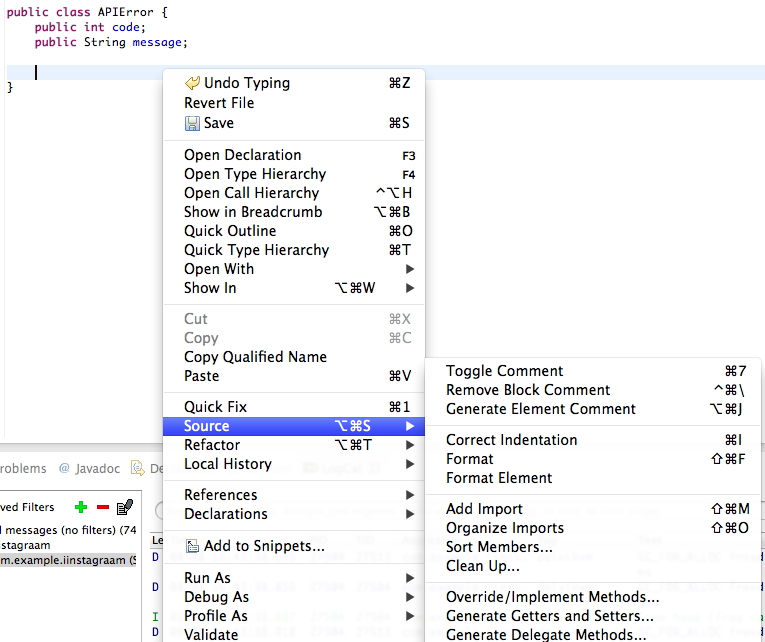 public class APIError {
public int code;
public String message;
}
Undo Typing ⌘Z
Revert File
Save ⌘S
Open Declaration F3
Open Type Hierarchy F4
Open Call Hierarchy ^⌥H
Show in Breadcrumb ⌥⌘B
Quick Outline ⌘O
Quick Type Hierarchy ⌘T
Open With ▶
Show In ⌥⌘W ▶
Cut ⌘X
Copy ⌘C
Copy Qualified Name
Paste ⌘V
Quick Fix ⌘1
Source ⌥⌘S ▶
Refactor ⌥⌘T ▶
Local History ▶
References ▶
Declarations ▶
Add to Snippets...
Run As ▶
Debug As ▶
Profile As ▶
Validate
Toggle Comment ⌘7
Remove Block Comment ^⌘\
Generate Element Comment ⌥⌘J
Correct Indentation ⌘I
Format ⇧⌘F
Format Element
Add Import ⇧⌘M
Organize Imports ⇧⌘O
Sort Members...
Clean Up...
Override/Implement Methods...
Generate Getters and Setters...
Generate Delegate Methods...
roblems @ Javadoc De
ved Filters
l messages (no filters) (74
nstagraam
m.example.iinstagraam (S
Le
D
D
I
D